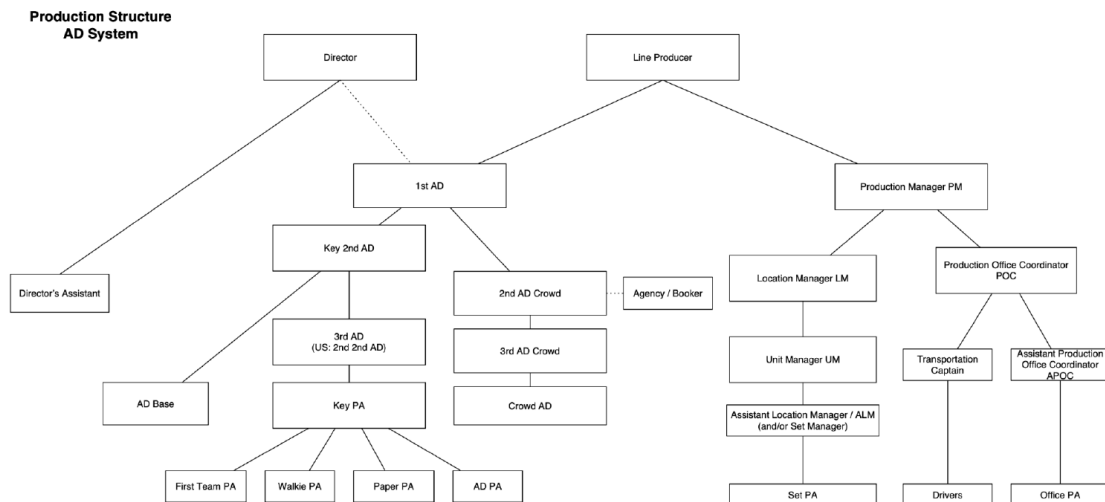 Production Structure
AD System
Director
Line Producer
1st AD
Production Manager PM
Key 2nd AD
Director's Assistant
2nd AD Crowd
Agency / Booker
Location Manager LM
Production Office Coordinator
POC
3rd AD
(US: 2nd 2nd AD)
3rd AD Crowd
Unit Manager UM
Transportation
Captain
Assistant Production
Office Coordinator
APOC
AD Base
Key PA
Crowd AD
Assistant Location Manager / ALM
(and/or Set Manager)
First Team PA
Walkie PA
Paper PA
AD PA
Set PA
Drivers
Office PA